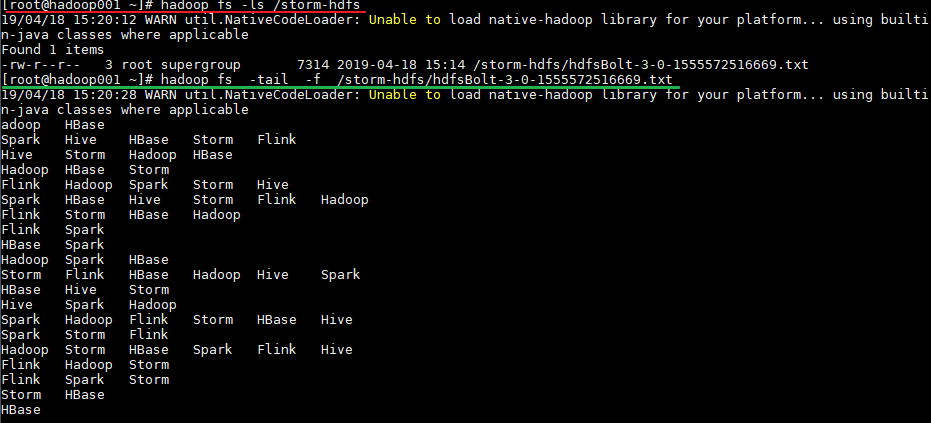 [root@hadoop001 ~]# hadoop fs -ls /storm-hdfs
19/04/18 15:20:12 WARN util.NativeCodeLoader: Unable to load native-hadoop library for your platform... using builti
n-java classes where applicable
Found 1 items
-rw-r--r--   3 root supergroup       7314 2019-04-18 15:14 /storm-hdfs/hdfsBolt-3-0-1555572516669.txt
[root@hadoop001 ~]# hadoop fs  -tail  -f  /storm-hdfs/hdfsBolt-3-0-1555572516669.txt
19/04/18 15:20:28 WARN util.NativeCodeLoader: Unable to load native-hadoop library for your platform... using builti
n-java classes where applicable
adoop   HBase
Spark   Hive    HBase   Storm   Flink
Hive    Storm   Hadoop  HBase
Hadoop  HBase   Storm
Flink   Hadoop  Spark   Storm   Hive
Spark   HBase   Hive    Storm   Flink   Hadoop
Flink   Storm   HBase   Hadoop
Flink   Spark
HBase   Spark
Hadoop  Spark   HBase
Storm   Flink   HBase   Hadoop  Hive    Spark
HBase   Hive    Storm
Hive    Spark   Hadoop
Spark   Hadoop  Flink   Storm   HBase   Hive
Spark   Storm   Flink
Hadoop  Storm   HBase   Spark   Flink   Hive
Flink   Hadoop  Storm
Flink   Spark   Storm
Storm   HBase
HBase